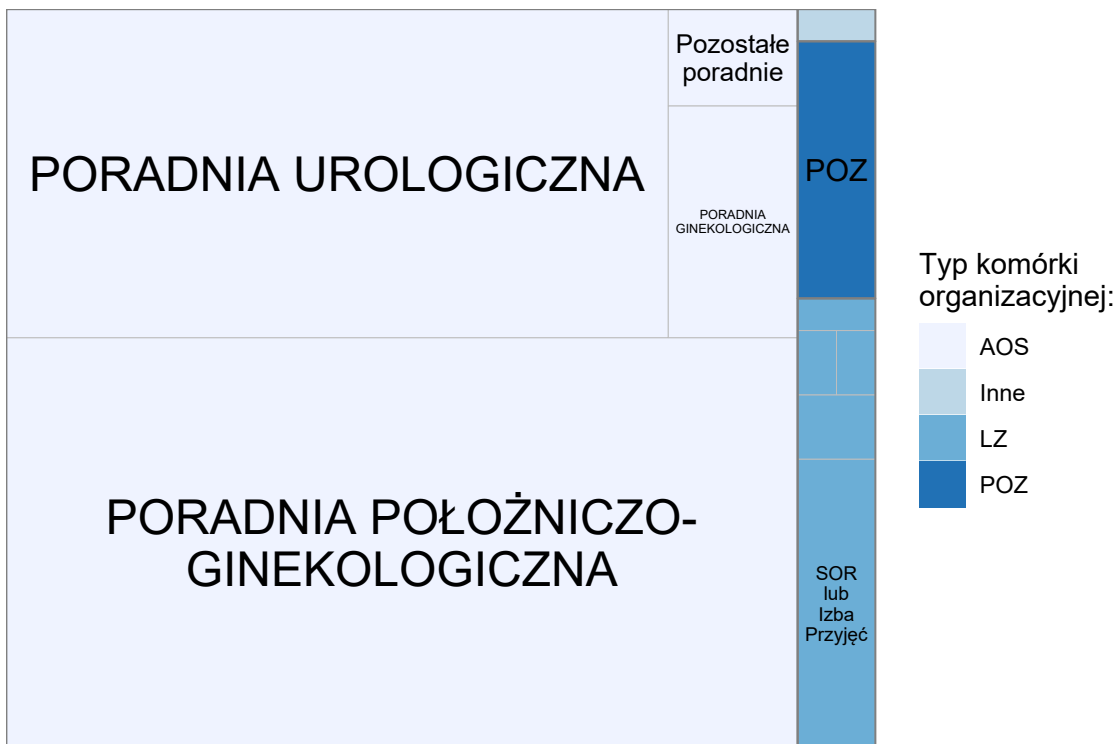 PORADNIA UROLOGICZNA
Pozostałe
poradnie
PORADNIA
GINEKOLOGICZNA
POZ
PORADNIA POŁOŻNICZO-
GINEKOLOGICZNA
SOR
lub
Izba
Przyjęć
Typ komórki
organizacyjnej:
AOS
Inne
LZ
POZ